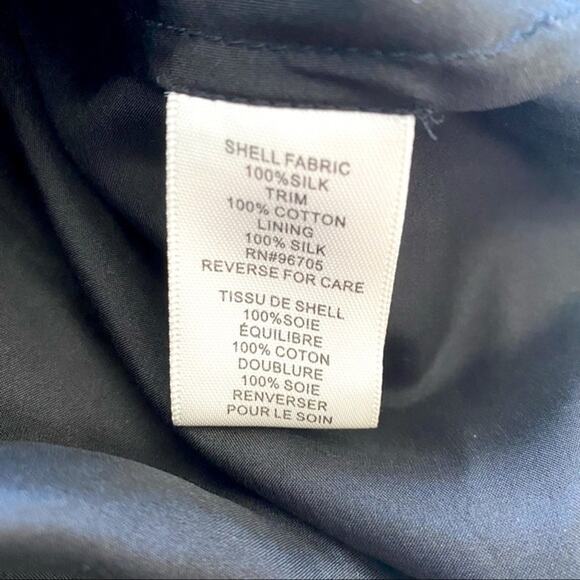 SHELL FABRIC
100%SILK
TRIM
100% COTTON
LINING
100% SILK
RN#96705
REVERSE FOR CARE
TISSU DE SHELL
100%SOIE
ÉQUILIBRE
100% COTON
DOUBLURE
100% SOIE
RENVERSER
POUR LE SOIN